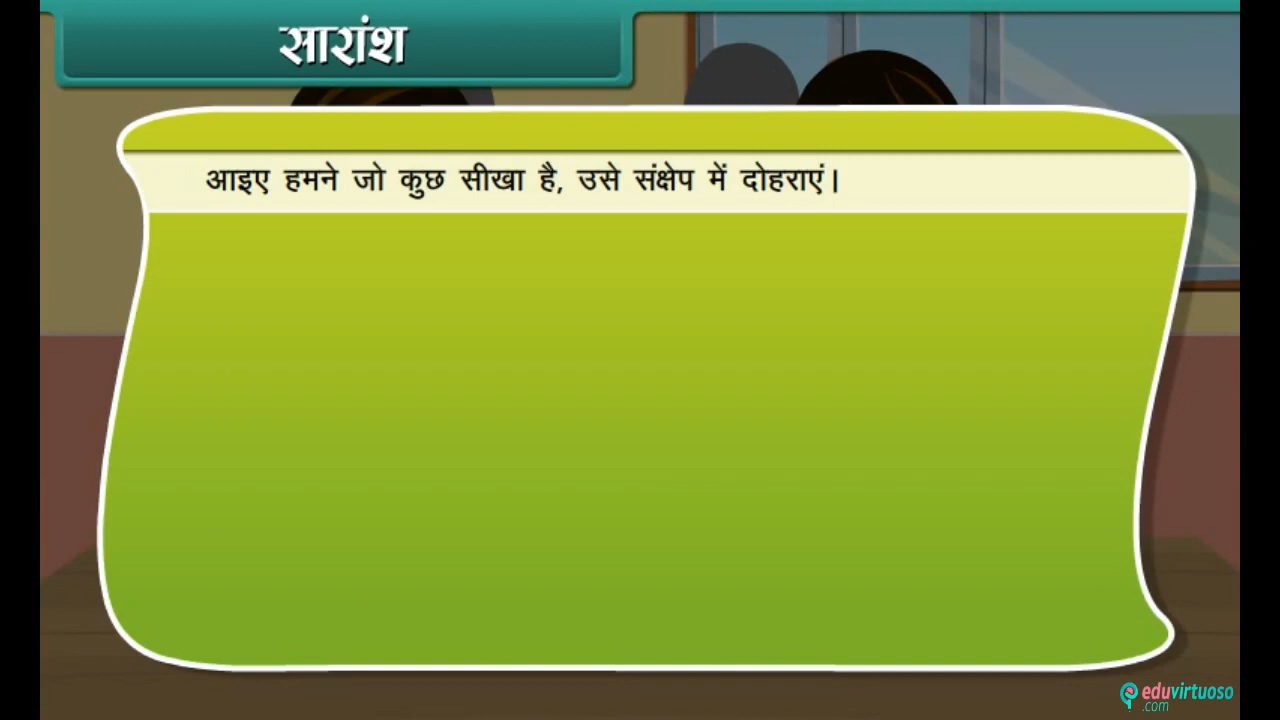 सारांश
आइए हमने जो कुछ सीखा है, उसे संक्षेप में दोहराएं।
eduvirtuoso
.com